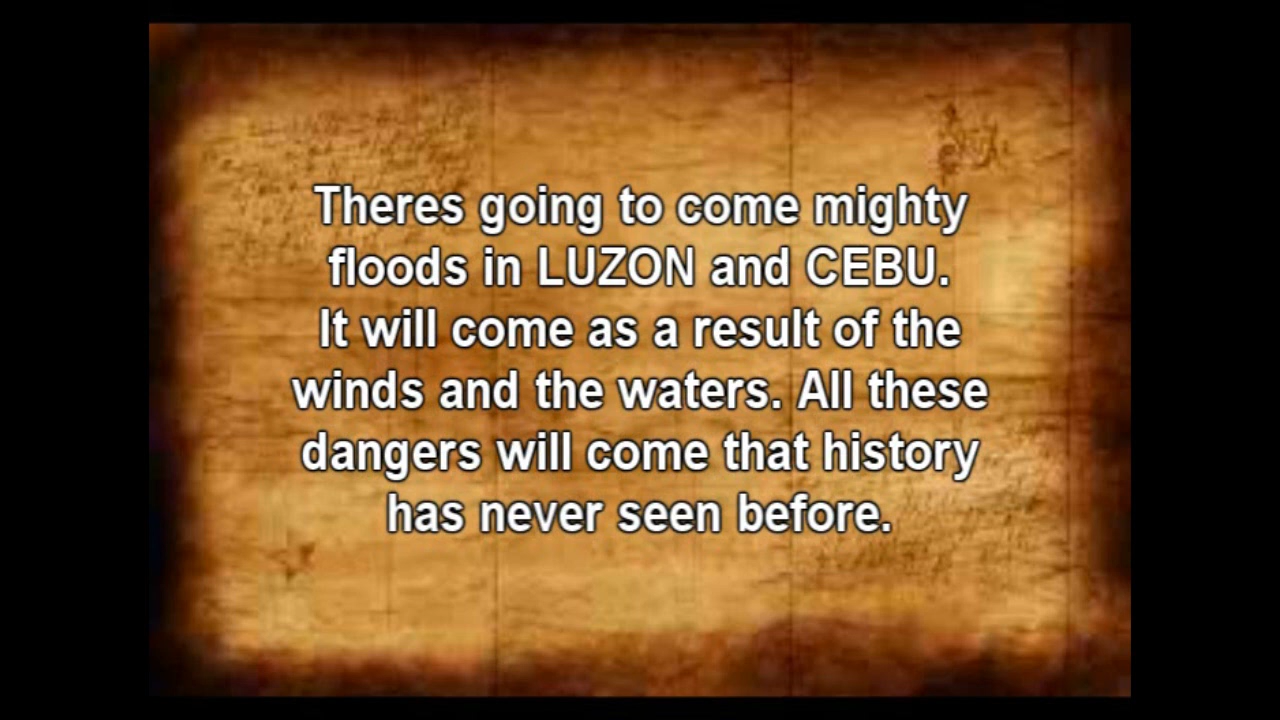 Theres going to come mighty
floods in LUZON and CEBU.
It will come as a result of the
winds and the waters. All these
dangers will come that history
has never seen before.